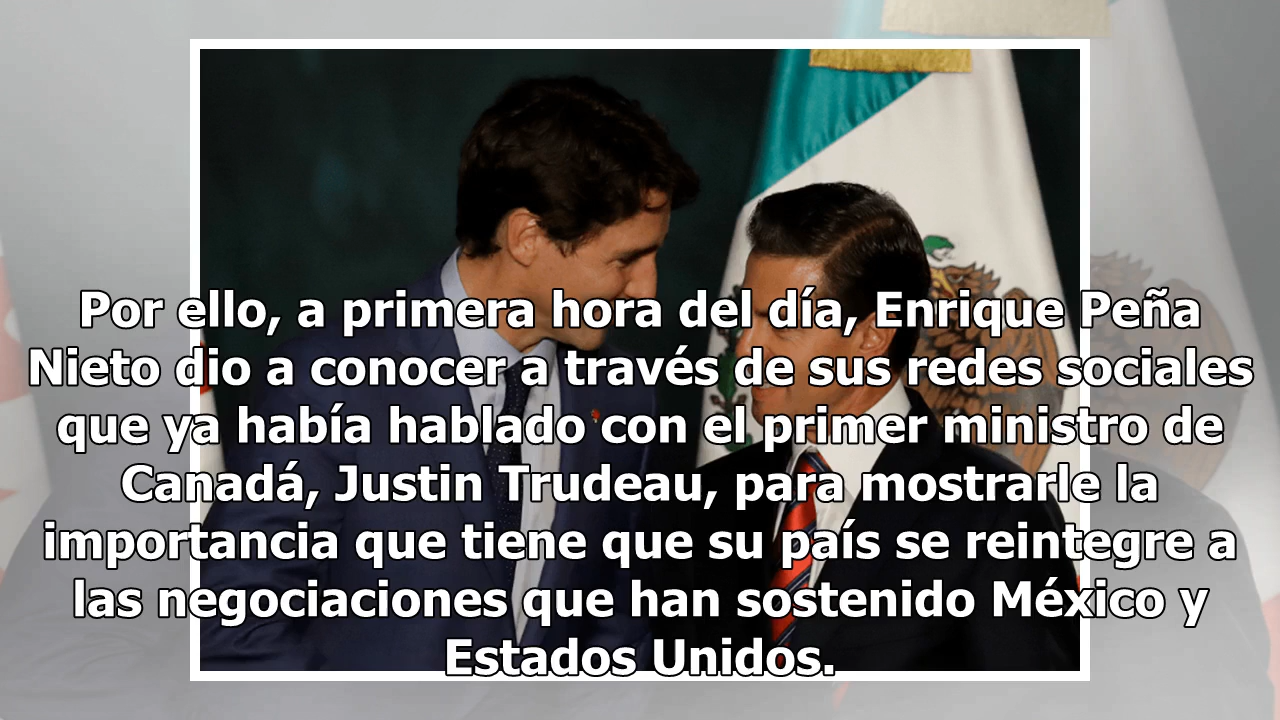 Por ello, a primera hora del día, Enrique Peña
Nieto dio a conocer a través de sus redes sociales
que ya había hablado con el primer ministro de
Canadá, Justin Trudeau, para mostrarle la
importancia que tiene que su país se reintegre a
las negociaciones que han sostenido México y
Estados Unidos.